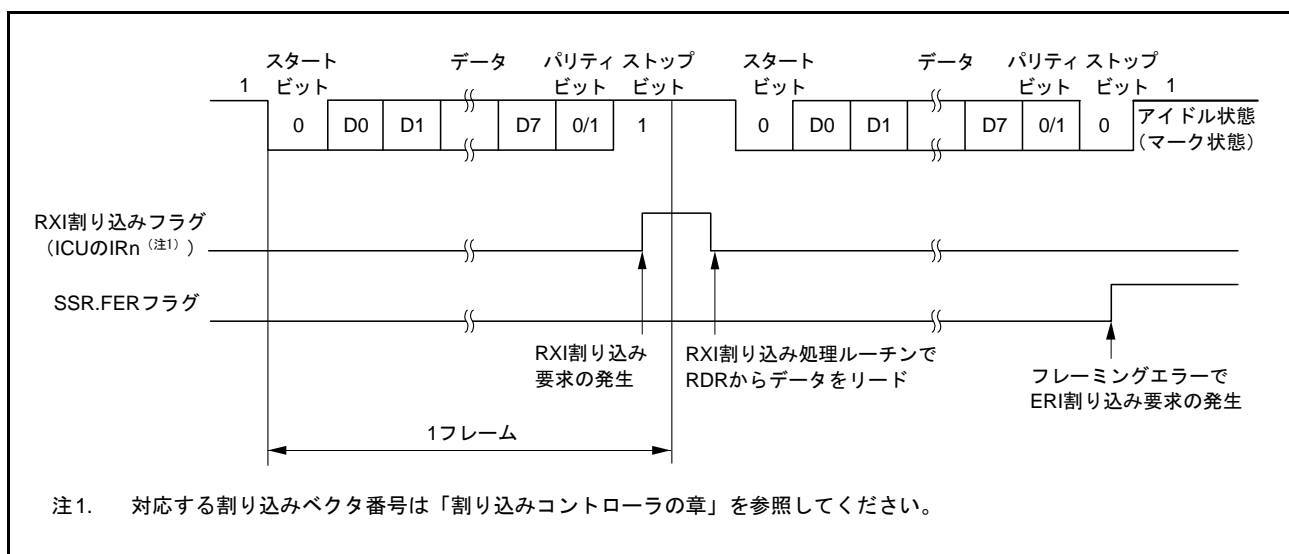 スタート データ パリティ ストップ スタート データ パリティ ストップ
1 ビット ビット ビット ビット ビット ビット 1
0 D0 D1 D7 0/1 1 0 D0 D1 D7 0/1 0 アイドル状態
(マーク状態)
RXI割り込みフラグ
(ICUのIRn (注1) )
SSR.FERフラグ
RXI割り込み
要求の発生
RXI割り込み処理ルーチンで
RDRからデータをリード
フレーミングエラーで
ERI割り込み要求の発生
1フレーム
注1. 対応する割り込みベクタ番号は「割り込みコントローラの章」を参照してください。